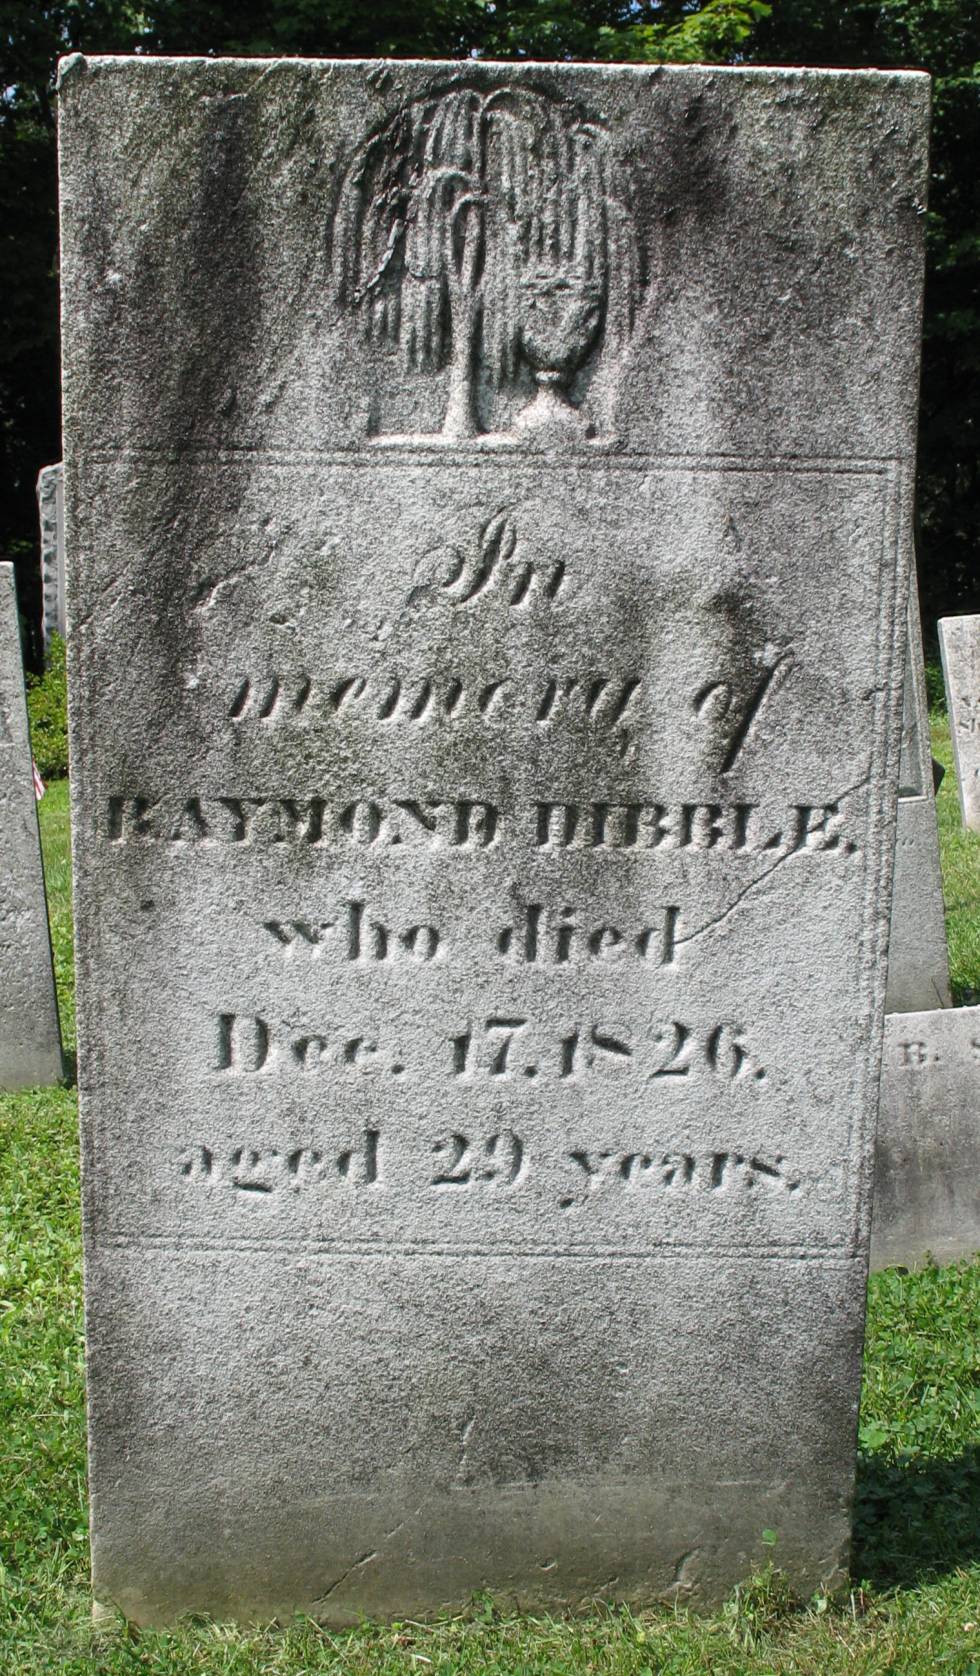 In
memory of
RAYMOND DIBBLE.
who died
Dec. 17. 1826.
aged 29 years.
B. S